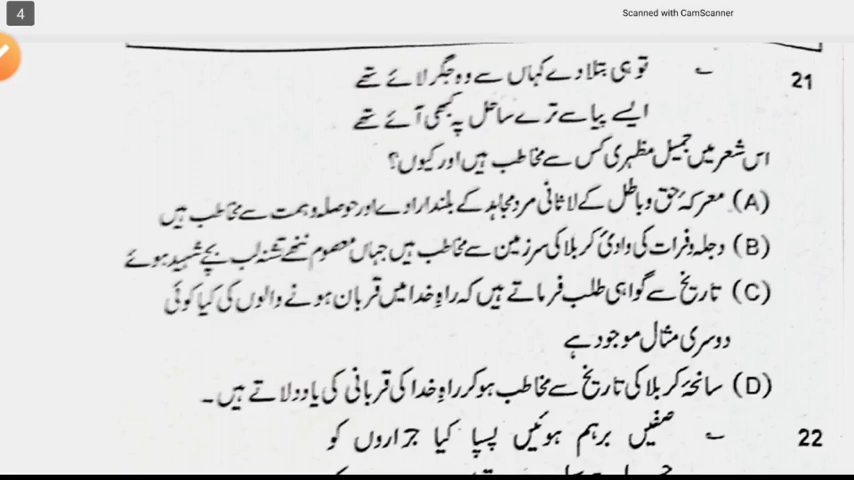 4
Scanned with CamScanner
21 ؎ تو ہی بتلا دے کہاں سے وہ جگر لائے تھے
ایسے پیاسے ترے ساحل پہ کبھی آئے تھے
اس شعر میں جمیل مظہری کس سے مخاطب ہیں اور کیوں؟
(A) معرکۂ حق و باطل کے لاثانی مرد مجاہد کے بلند ارادے اور حوصلہ و ہمت سے مخاطب ہیں
(B) دجلہ و فرات کی وادیٔ کربلا کی سرزمین سے مخاطب ہیں جہاں معصوم ننھے تشنہ لب بچے شہید ہوئے
(C) تاریخ سے گواہی طلب فرماتے ہیں کہ راہِ خدا میں قربان ہونے والوں کی کیا کوئی
دوسری مثال موجود ہے
(D) سانحۂ کربلا کی تاریخ سے مخاطب ہوکر راہِ خدا کی قربانی کی یاد دلاتے ہیں۔
22 ؎ صفیں برہم ہوئیں پسپا کیا جراروں کو